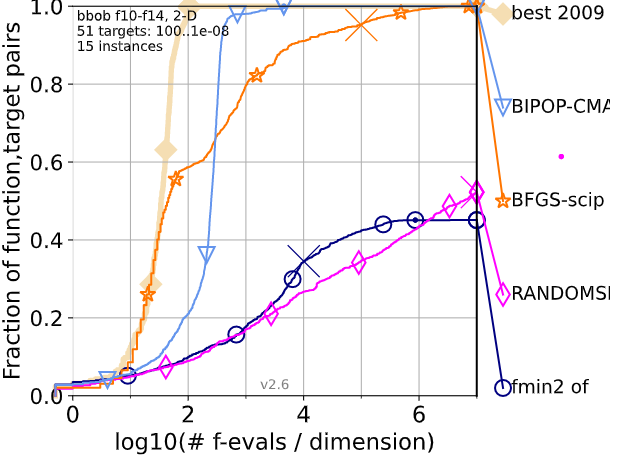 bbob f10-f14, 2-D
51 targets: 100..1e-08
15 instances
Fraction of function,target pairs
1.0
0.8
0.6
0.4
0.2
0.0
0
2
4
6
log10(# f-evals / dimension)
v2.6
best 2009
BIPOP-CMA
BFGS-scip
RANDOMSE
fmin2 of